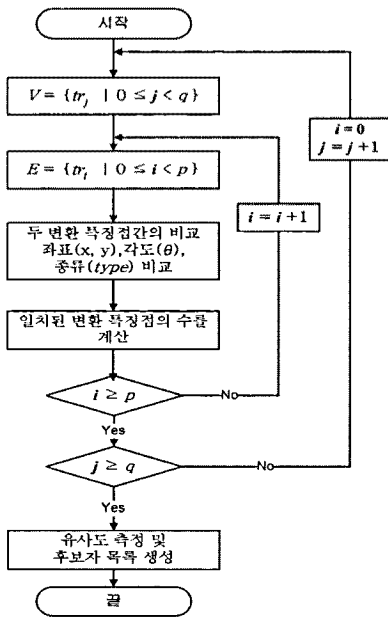 시작
V = {tr_j | 0 ≤ j < q}
E = {tr_i | 0 ≤ i < p}
두 변환 특징점간의 비교
좌표(x, y),각도(θ),
종류(type) 비교
일치된 변환 특징점의 수를
계산
i ≥ p
No
i = i + 1
Yes
j ≥ q
No
i = 0
j = j + 1
Yes
유사도 측정 및
후보자 목록 생성
끝